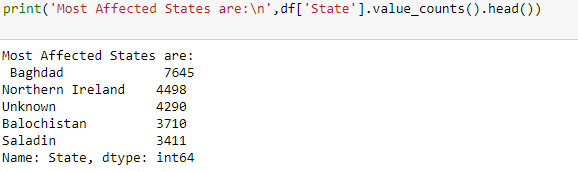 print('Most Affected States are:\n',df['State'].value_counts().head())
Most Affected States are:
 Baghdad             7645
Northern Ireland    4498
Unknown             4290
Balochistan         3710
Saladin             3411
Name: State, dtype: int64